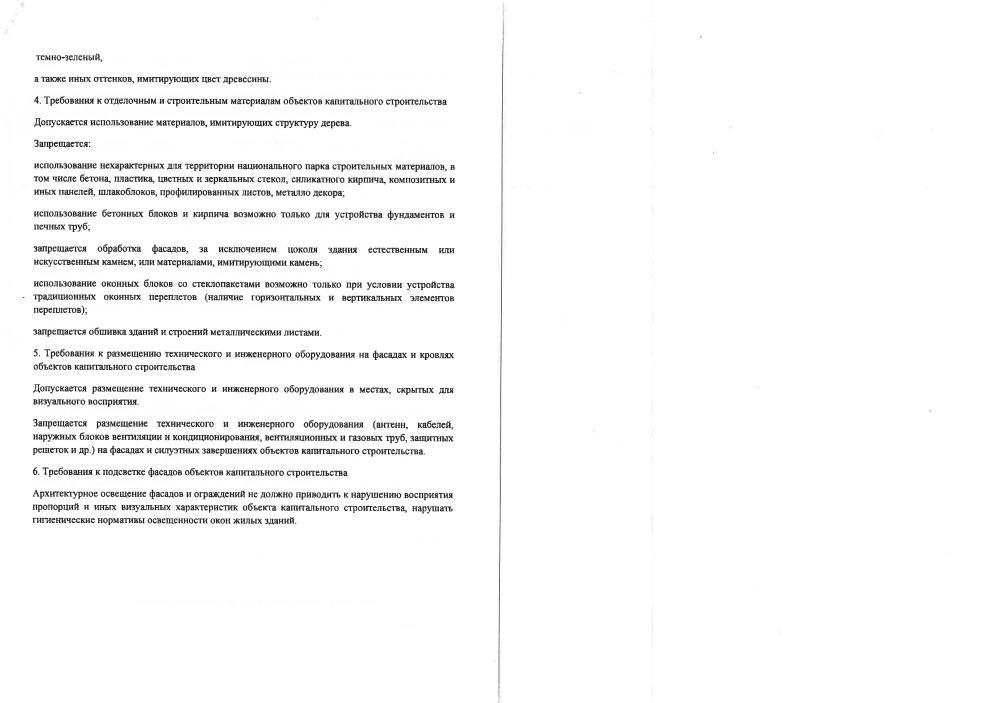 темно-зеленый,
а также иных оттенков, имитирующих цвет древесины.
4. Требования к отделочным и строительным материалам объектов капитального строительства
Допускается использование материалов, имитирующих структуру дерева.
Запрещается:
использование нехарактерных для территории национального парка строительных материалов, в
том числе бетона, пластика, цветных и зеркальных стекол, силикатного кирпича, композитных и
иных панелей, шлакоблоков, профилированных листов, металло декора;
использование бетонных блоков и кирпича возможно только для устройства фундаментов и
печных труб;
запрещается обработка фасадов, за исключением цоколя здания естественным или
искусственным камнем, или материалами, имитирующими камень;
использование оконных блоков со стеклопакетами возможно только при условии устройства
традиционных оконных переплетов (наличие горизонтальных и вертикальных элементов
переплетов);
запрещается обшивка зданий и строений металлическими листами.
5. Требования к размещению технического и инженерного оборудования на фасадах и кровлях
объектов капитального строительства
Допускается размещение технического и инженерного оборудования в местах, скрытых для
визуального восприятия.
Запрещается размещение технического и инженерного оборудования (антенн, кабелей,
наружных блоков вентиляции и кондиционирования, вентиляционных и газовых труб, защитных
решеток и др.) на фасадах и силуэтных завершениях объектов капитального строительства.
6. Требования к подсветке фасадов объектов капитального строительства
Архитектурное освещение фасадов и ограждений не должно приводить к нарушению восприятия
пропорций и иных визуальных характеристик объекта капитального строительства, нарушать
гигиенические нормативы освещенности окон жилых зданий.